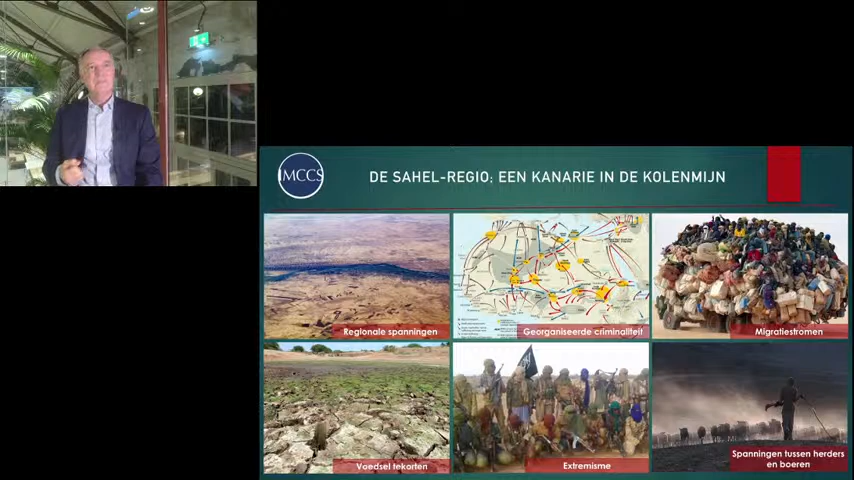 IMCCS
DE SAHEL-REGIO; EEN KANARIE IN DE KOLENMIJN
Regionale spanningen
Georganiseerde criminaliteit
Migratiestromen
Voedsel tekorten
Extremisme
Spanningen tussen herders
en boeren